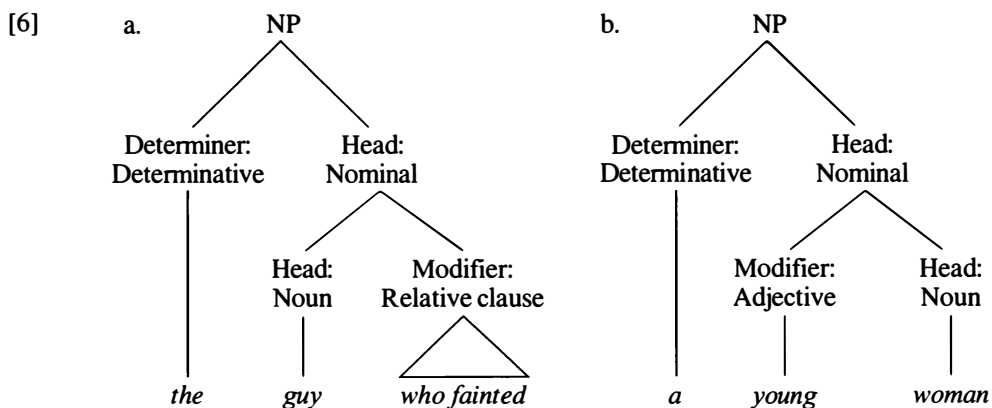 [6] a. NP b. NP
Determiner: Head: Determiner: Head:
Determinative Nominal Determinative Nominal
Head: Modifier: Modifier: Head:
Noun Relative clause Adjective Noun
the guy who fainted a young woman